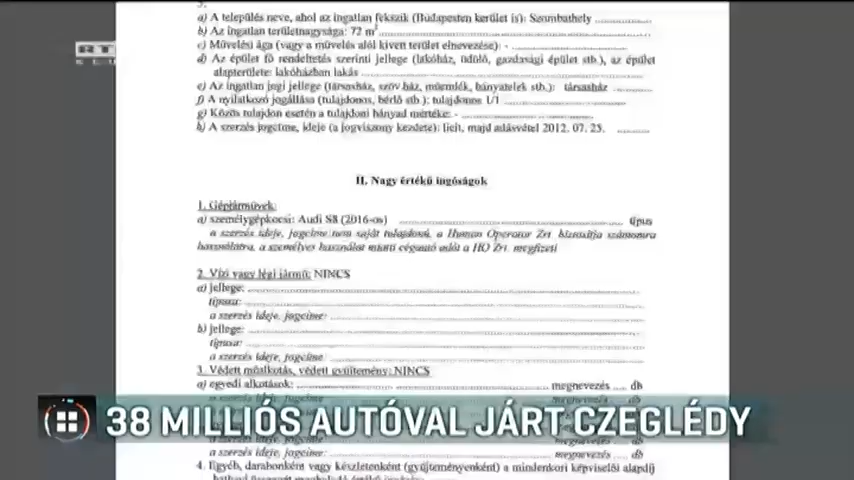 3.
a) A település neve, ahol az ingatlan fekszik (Budapesten kerület is): Szombathely
b) Az ingatlan területnagysága: 72 m²
c) Művelési ága (vagy a művelés alól kivett terület elnevezése): -
d) Az épület fő rendeltetés szerinti jellege (lakóház, üdülő, gazdasági épület stb.), az épület
alapterülete: lakóházban lakás
e) Az ingatlan jogi jellege (társasház, szöv.ház, műemlék, bányatelek stb.): társasház
f) A nyilatkozó jogállása (tulajdonos, bérlő stb.): tulajdonos 1/1
g) Közös tulajdon esetén a tulajdoni hányad mértéke: -
h) A szerzés jogcíme, ideje (a jogviszony kezdete): licit, majd adásvétel 2012. 07. 25.
II. Nagy értékű ingóságok
1. Gépjárművek:
a) személygépkocsi: Audi S8 (2016-os) típus
a szerzés ideje, jogcíme nem saját tulajdonú, a Human Operator Zrt. biztosítja számomra
használatra, a személyes használat miatti cégautó adót a HO Zrt. megfizeti
2. Vízi vagy légi jármű: NINCS
a) jellege:
típusa:
a szerzés ideje, jogcíme:
b) jellege:
típusa:
a szerzés ideje, jogcíme:
3. Védett műalkotás, védett gyűjtemény: NINCS
a) egyedi alkotások: megnevezés db
38 MILLIÓS AUTÓVAL JÁRT CZEGLÉDY
a szerzés ideje, jogcíme: megnevezés db
4. Egyéb, darabonként vagy készletenként (gyűjteményenként) a mindenkori képviselői alapdíj
RTL
KLUB